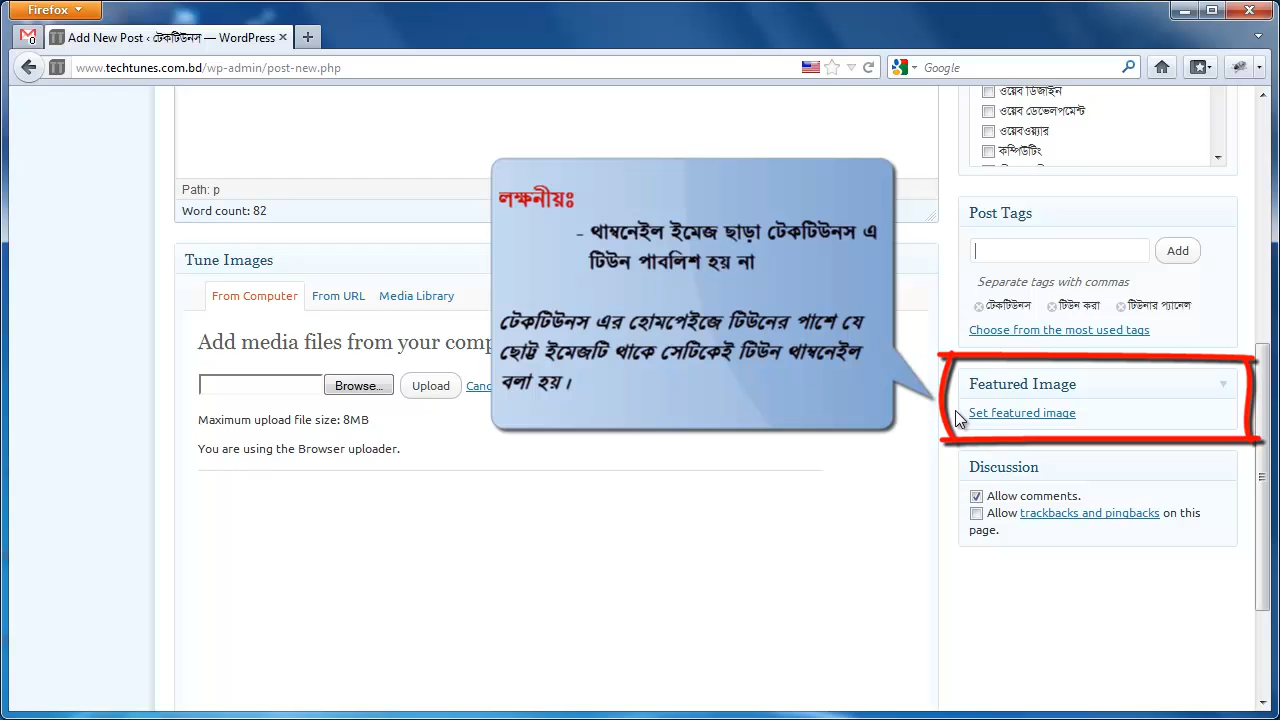 Firefox
Add New Post ‹ টেকটিউনস — WordPress
www.techtunes.com.bd/wp-admin/post-new.php
Google
ওয়েব ডিজাইন
ওয়েব ডেভেলপমেন্ট
ওয়েবওয়্যার
কম্পিউটিং
Path: p
Word count: 82
লক্ষনীয়ঃ
- থাম্বনেইল ইমেজ ছাড়া টেকটিউনস এ
টিউন পাবলিশ হয় না
টেকটিউনস এর হোমপেইজে টিউনের পাশে যে
ছোট্ট ইমেজটি থাকে সেটিকেই টিউন থাম্বনেইল
বলা হয়।
Post Tags
Add
Separate tags with commas
টেকটিউনস টিউন করা টিউনার প্যানেল
Choose from the most used tags
Tune Images
From Computer From URL Media Library
Add media files from your comp
Browse... Upload Canc
Maximum upload file size: 8MB
You are using the Browser uploader.
Featured Image
Set featured image
Discussion
Allow comments.
Allow trackbacks and pingbacks on this
page.